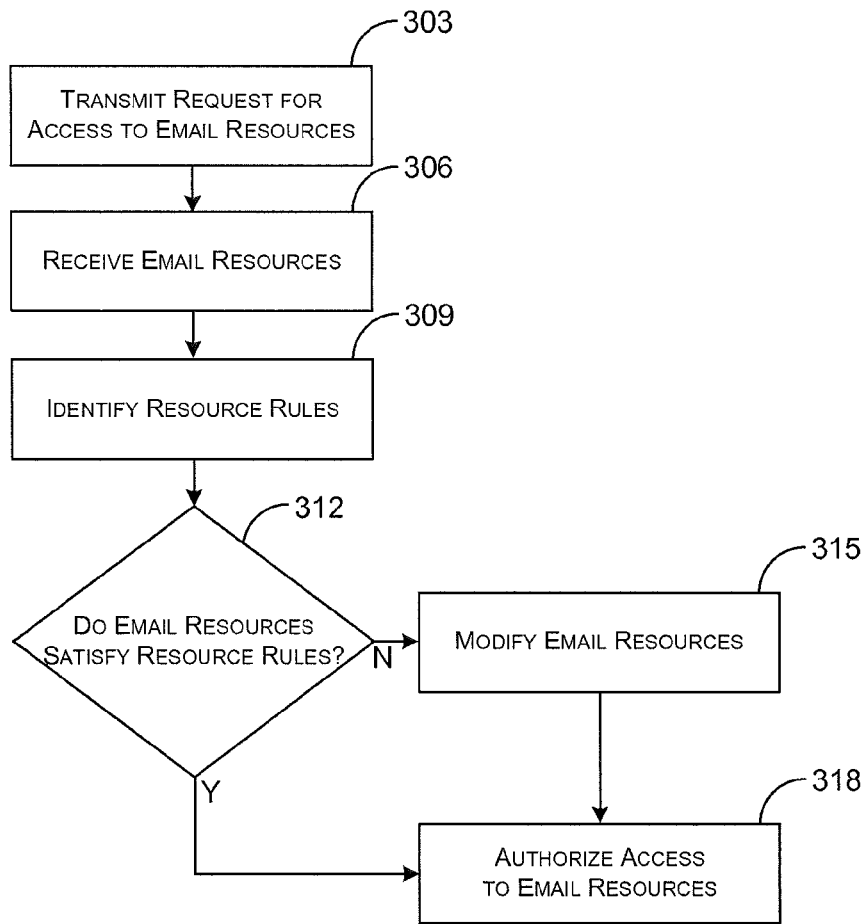 303
TRANSMIT REQUEST FOR
ACCESS TO EMAIL RESOURCES
306
RECEIVE EMAIL RESOURCES
309
IDENTIFY RESOURCE RULES
312
DO EMAIL RESOURCES
SATISFY RESOURCE RULES?
N
315
MODIFY EMAIL RESOURCES
Y
318
AUTHORIZE ACCESS
TO EMAIL RESOURCES